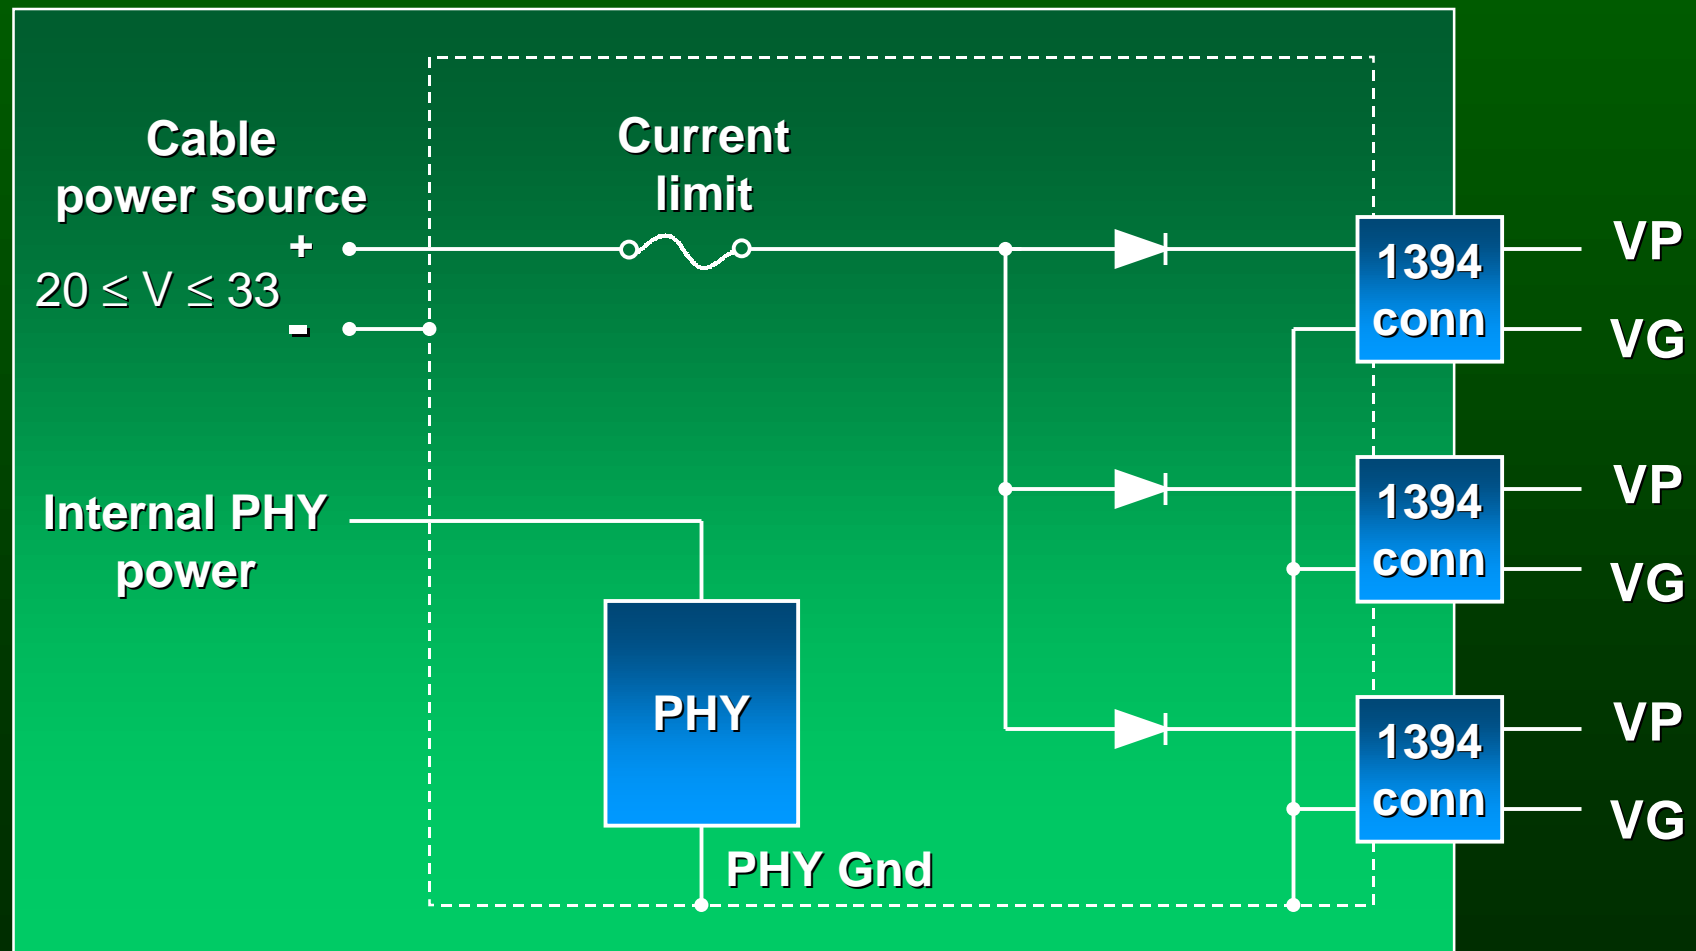 Cable
power source
+
20 ≤ V ≤ 33
-
Current
limit
1394
conn
VP
VG
Internal PHY
power
1394
conn
VP
VG
PHY
PHY Gnd
1394
conn
VP
VG